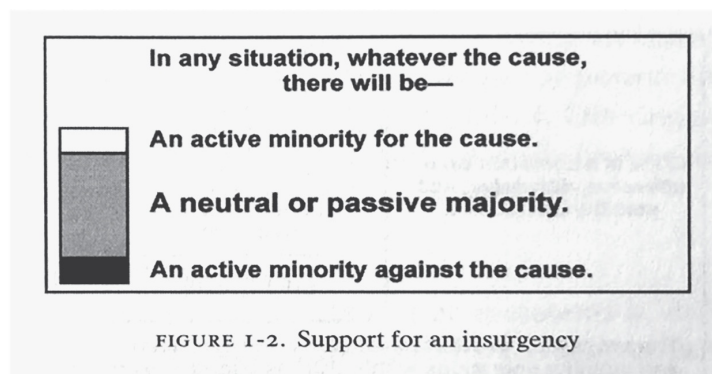 In any situation, whatever the cause,
there will be—
An active minority for the cause.
A neutral or passive majority.
An active minority against the cause.
FIGURE I-2. Support for an insurgency